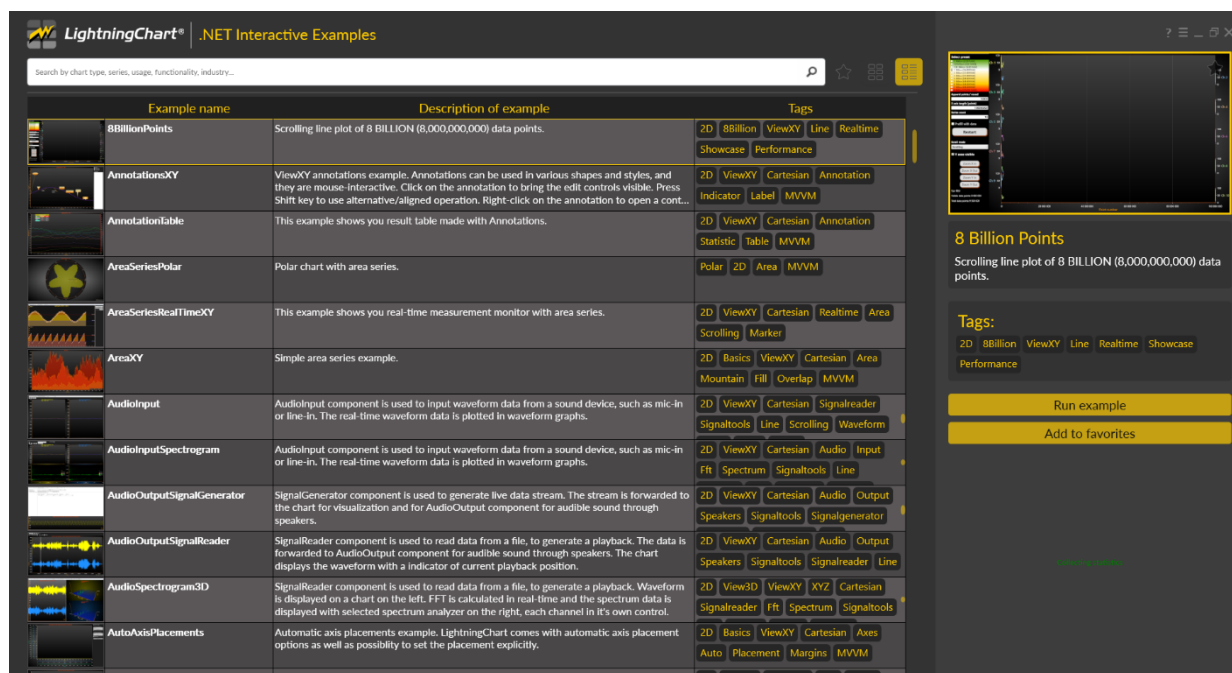 LightningChart® .NET Interactive Examples
Search by chart type, series, usage, functionality, industry...
Example name Description of example Tags
8BillionPoints
Scrolling line plot of 8 BILLION (8,000,000,000) data points.
2D 8Billion ViewXY Line Realtime
Showcase Performance
AnnotationsXY
ViewXY annotations example. Annotations can be used in various shapes and styles, and
they are mouse-interactive. Click on the annotation to bring the edit controls visible. Press
Shift key to use alternative/aligned operation. Right-click on the annotation to open a cont...
2D ViewXY Cartesian Annotation
Indicator Label MVVM
AnnotationTable
This example shows you result table made with Annotations.
2D ViewXY Cartesian Annotation
Statistic Table MVVM
AreaSeriesPolar
Polar chart with area series.
Polar 2D Area MVVM
AreaSeriesRealTimeXY
This example shows you real-time measurement monitor with area series.
2D ViewXY Cartesian Realtime Area
Scrolling Marker
AreaXY
Simple area series example.
2D Basics ViewXY Cartesian Area
Mountain Fill Overlap MVVM
AudioInput
AudioInput component is used to input waveform data from a sound device, such as mic-in
or line-in. The real-time waveform data is plotted in waveform graphs.
2D ViewXY Cartesian Signalreader
Signaltools Line Scrolling Waveform
AudioInputSpectrogram
AudioInput component is used to input waveform data from a sound device, such as mic-in
or line-in. The real-time waveform data is plotted in waveform graphs.
2D ViewXY Cartesian Audio Input
Fft Spectrum Signaltools Line
AudioOutputSignalGenerator
SignalGenerator component is used to generate live data stream. The stream is forwarded to
the chart for visualization and for AudioOutput component for audible sound through
speakers.
2D ViewXY Cartesian Audio Output
Speakers Signaltools Signalgenerator
AudioOutputSignalReader
SignalReader component is used to read data from a file, to generate a playback. The data is
forwarded to AudioOutput component for audible sound through speakers. The chart
displays the waveform with a indicator of current playback position.
2D ViewXY Cartesian Audio Output
Speakers Signaltools Signalreader Line
AudioSpectrogram3D
SignalReader component is used to read data from a file, to generate a playback. Waveform
is displayed on a chart on the left. FFT is calculated in real-time and the spectrum data is
displayed with selected spectrum analyzer on the right, each channel in it's own control.
2D View3D ViewXY XYZ Cartesian
Signalreader Fft Spectrum Signaltools
AutoAxisPlacements
Automatic axis placements example. LightningChart comes with automatic axis placement
options as well as possiblity to set the placement explicitly.
2D Basics ViewXY Cartesian Axes
Auto Placement Margins MVVM
8 Billion Points
Scrolling line plot of 8 BILLION (8,000,000,000) data
points.
Tags:
2D 8Billion ViewXY Line Realtime Showcase
Performance
Run example
Add to favorites